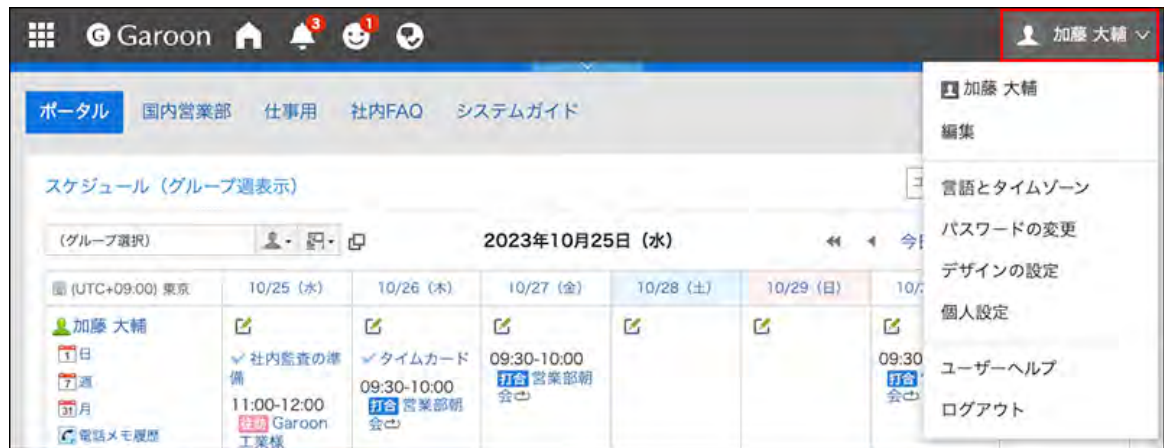 Garoon 3 1 加藤 大輔
加藤 大輔
編集
言語とタイムゾーン
パスワードの変更
デザインの設定
個人設定
ユーザーヘルプ
ログアウト
ポータル 国内営業部 仕事用 社内FAQ システムガイド
スケジュール（グループ週表示）
(グループ選択) 2023年10月25日（水）
(UTC+09:00) 東京 10/25（水） 10/26（木） 10/27（金） 10/28（土） 10/29（日）
加藤 大輔
1日
7週
31月
電話メモ履歴
社内監査の準
備
11:00-12:00
往訪 Garoon
工業様
タイムカード
09:30-10:00
打合 営業部朝
会
09:30-10:00
打合 営業部朝
会
09:30
打合
会